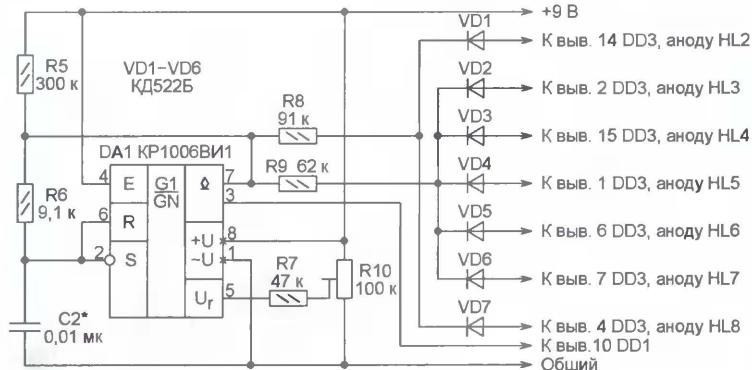 +9 В
VD1
К выв. 14 DD3, аноду HL2
R5
300 к
VD1–VD6
КД522Б
VD2
К выв. 2 DD3, аноду HL3
R8
91 к
VD3
К выв. 15 DD3, аноду HL4
DA1 КР1006ВИ1
R9 62 к
VD4
К выв. 1 DD3, аноду HL5
4 E G1 7
GN
R6
9,1 к
6 R 3
VD5
К выв. 6 DD3, аноду HL6
2 S +U 8
~U 1
VD6
К выв. 7 DD3, аноду HL7
R7
47 к
R10
100 к
Ur 5
VD7
К выв. 4 DD3, аноду HL8
C2*
0,01 мк
К выв.10 DD1
Общий